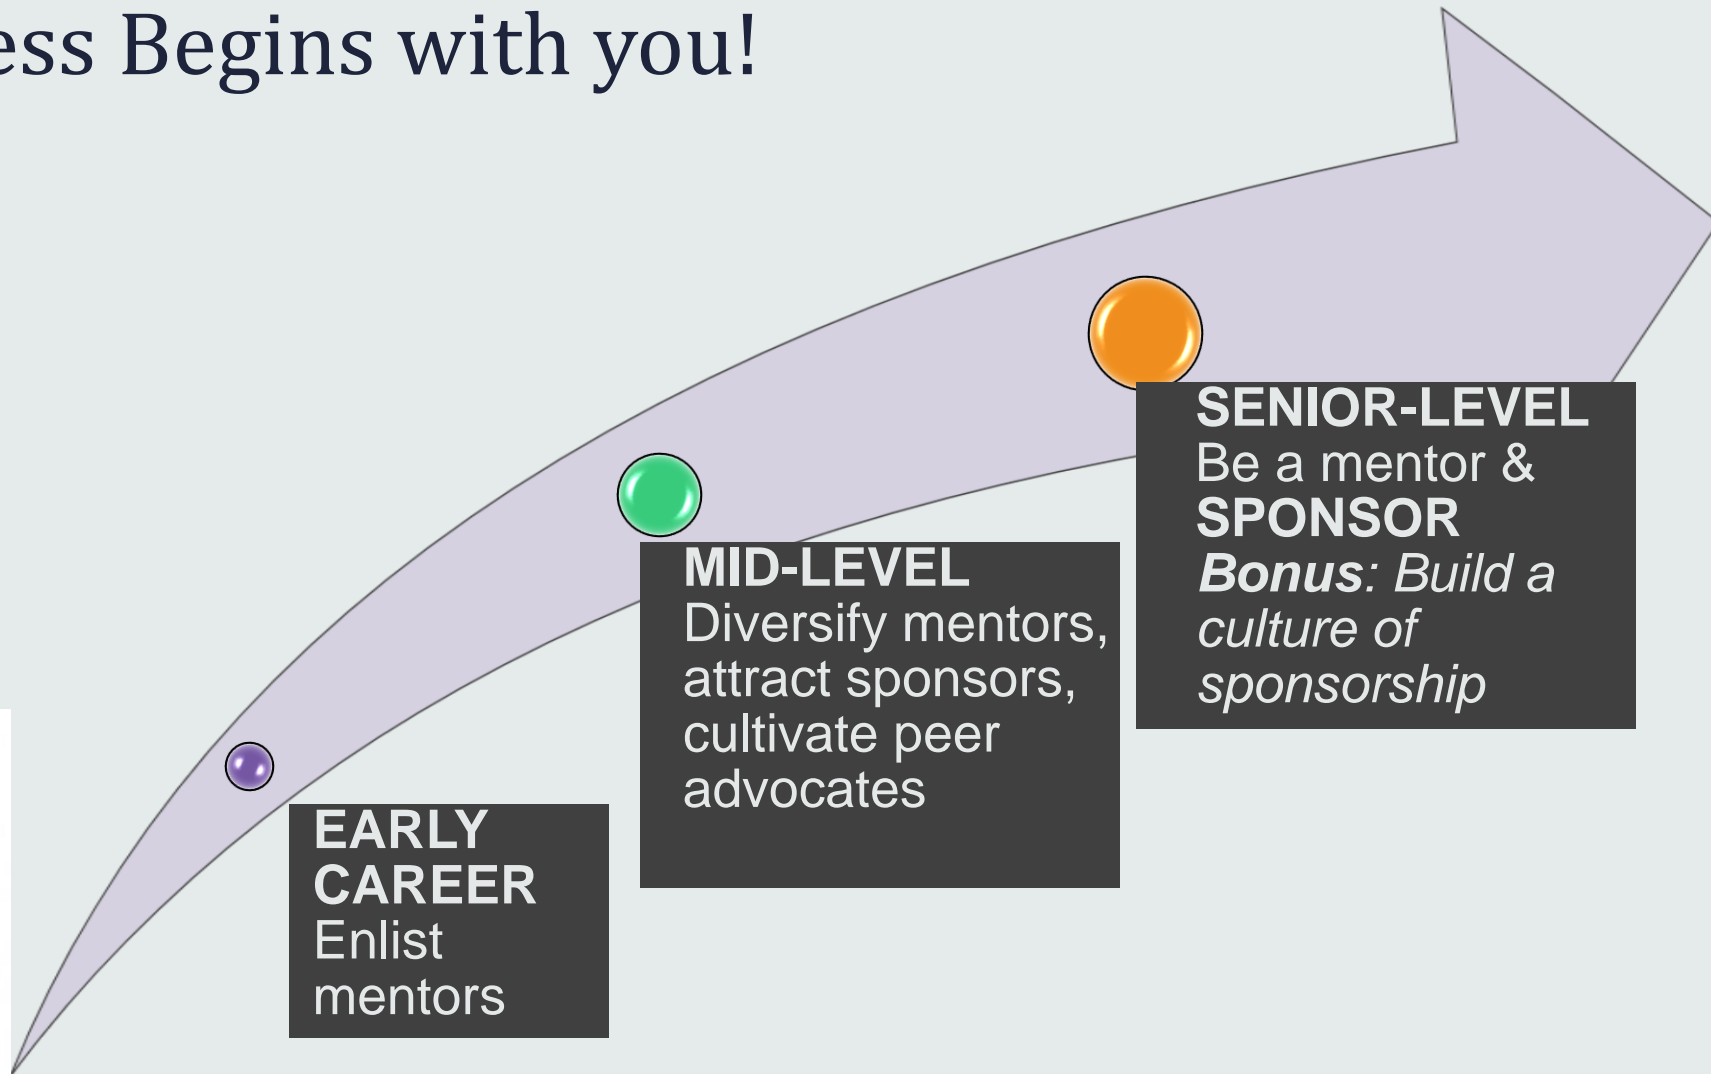 ess Begins with you!
SENIOR-LEVEL
Be a mentor &
SPONSOR
Bonus: Build a
culture of
sponsorship
MID-LEVEL
Diversify mentors,
attract sponsors,
cultivate peer
advocates
EARLY
CAREER
Enlist
mentors